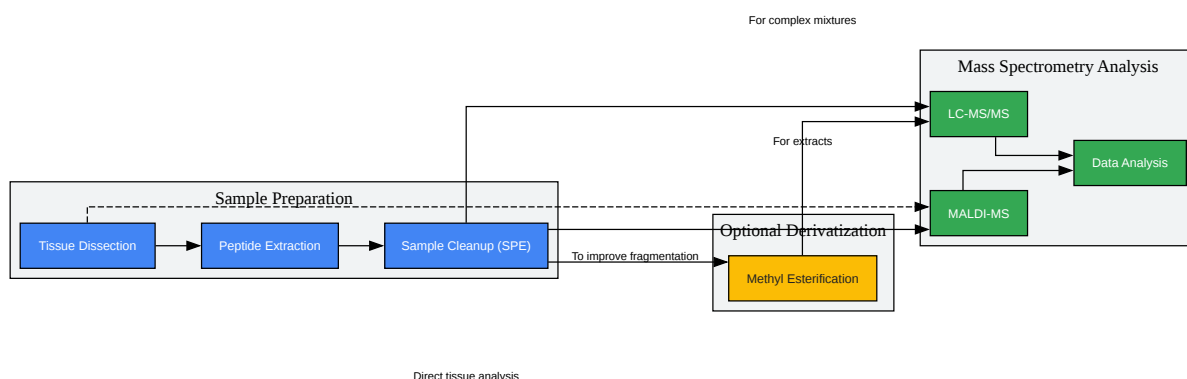 For complex mixtures
Mass Spectrometry Analysis
LC-MS/MS
For extracts
Data Analysis
Sample Preparation
MALDI-MS
Optional Derivatization
Tissue Dissection
Peptide Extraction
Sample Cleanup (SPE)
To improve fragmentation
Methyl Esterification
Direct tissue analysis